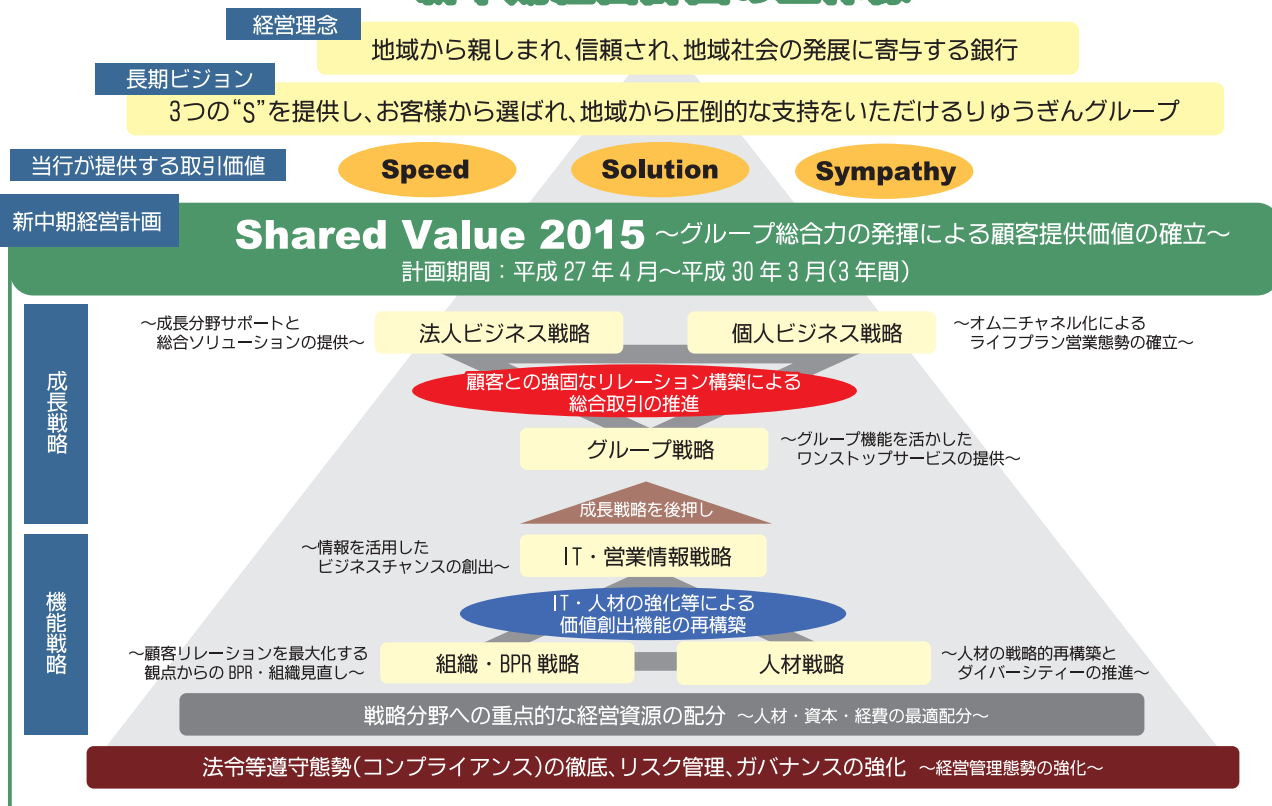 経営理念
地域から親しまれ、信頼され、地域社会の発展に寄与する銀行
長期ビジョン
3つの“S”を提供し、お客様から選ばれ、地域から圧倒的な支持をいただけるりゅうぎんグループ
当行が提供する取引価値
Speed
Solution
Sympathy
新中期経営計画
Shared Value 2015 ～グループ総合力の発揮による顧客提供価値の確立～
計画期間：平成27年4月～平成30年3月(3年間)
成長戦略
～成長分野サポートと
総合ソリューションの提供～
法人ビジネス戦略
個人ビジネス戦略
～オムニチャネル化による
ライフプラン営業態勢の確立～
顧客との強固なリレーション構築による
総合取引の推進
グループ戦略
～グループ機能を活かした
ワンストップサービスの提供～
成長戦略を後押し
機能戦略
～情報を活用した
ビジネスチャンスの創出～
IT・営業情報戦略
IT・人材の強化等による
価値創出機能の再構築
～顧客リレーションを最大化する
観点からのBPR・組織見直し～
組織・BPR戦略
人材戦略
～人材の戦略的再構築と
ダイバーシティーの推進～
戦略分野への重点的な経営資源の配分 ～人材・資本・経費の最適配分～
法令等遵守態勢(コンプライアンス)の徹底、リスク管理、ガバナンスの強化 ～経営管理態勢の強化～